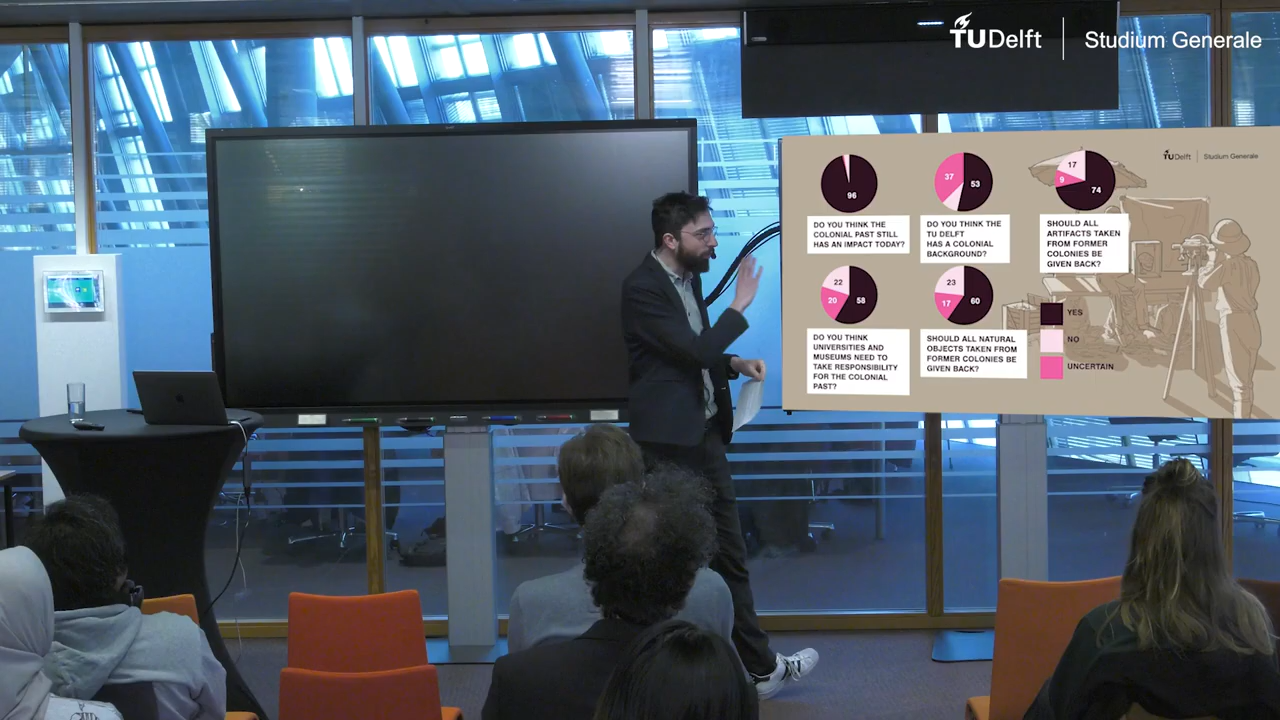 TU Delft
Studium Generale
TU Delft
Studium Generale
96
DO YOU THINK THE
COLONIAL PAST STILL
HAS AN IMPACT TODAY?
37
53
DO YOU THINK THE
TU DELFT
HAS A COLONIAL
BACKGROUND?
17
9
74
SHOULD ALL
ARTIFACTS TAKEN
FROM FORMER
COLONIES BE
GIVEN BACK?
22
20
58
DO YOU THINK
UNIVERSITIES AND
MUSEUMS NEED TO
TAKE RESPONSIBILITY
FOR THE COLONIAL
PAST?
23
17
60
SHOULD ALL NATURAL
OBJECTS TAKEN FROM
FORMER COLONIES BE
GIVEN BACK?
YES
NO
UNCERTAIN